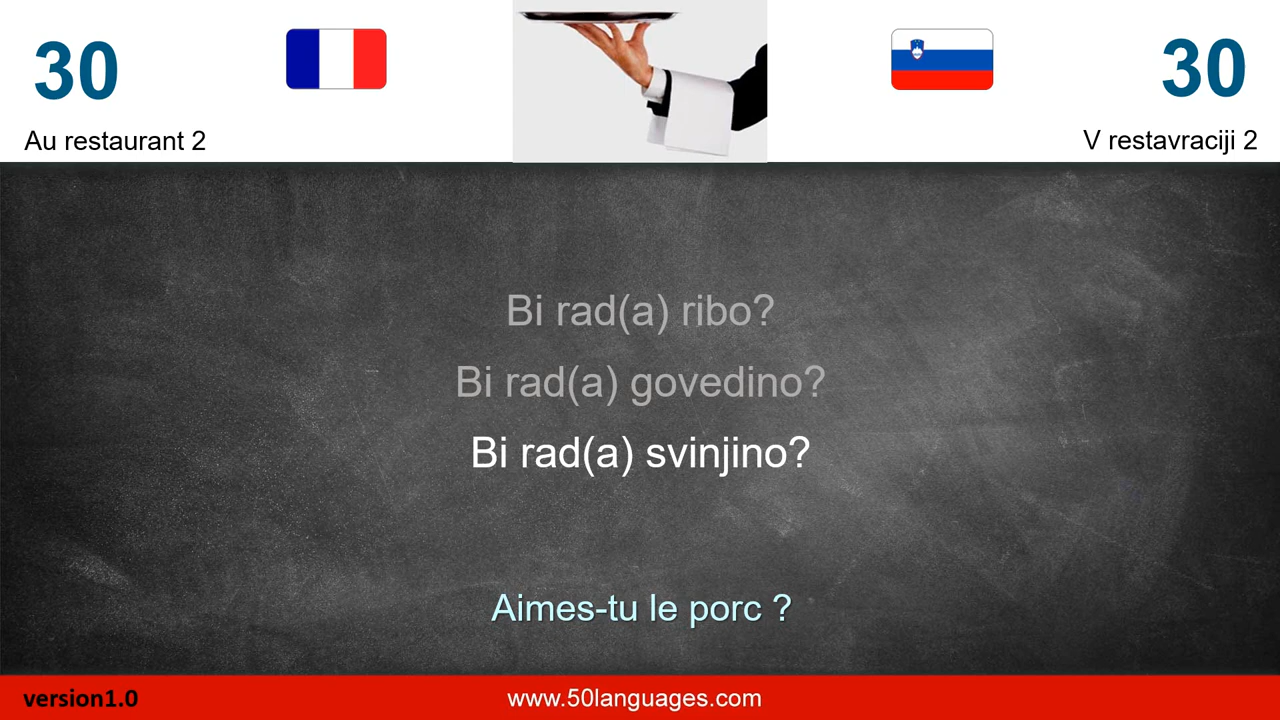 30
30
Au restaurant 2
V restavraciji 2
Bi rad(a) ribo?
Bi rad(a) govedino?
Bi rad(a) svinjino?
Aimes-tu le porc ?
version1.0
www.50languages.com